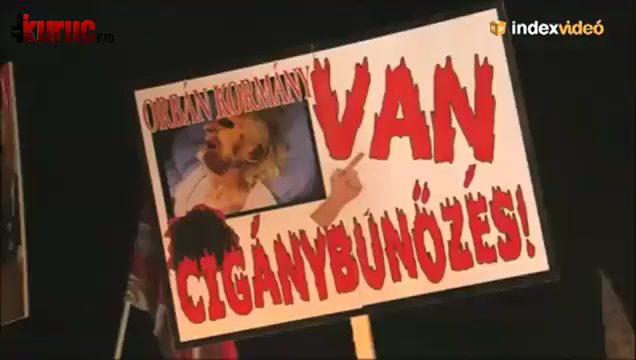 KURUC.info
indexvideó
ORBÁN KORMÁNY
VAN
CIGÁNYBŰNÖZÉS!